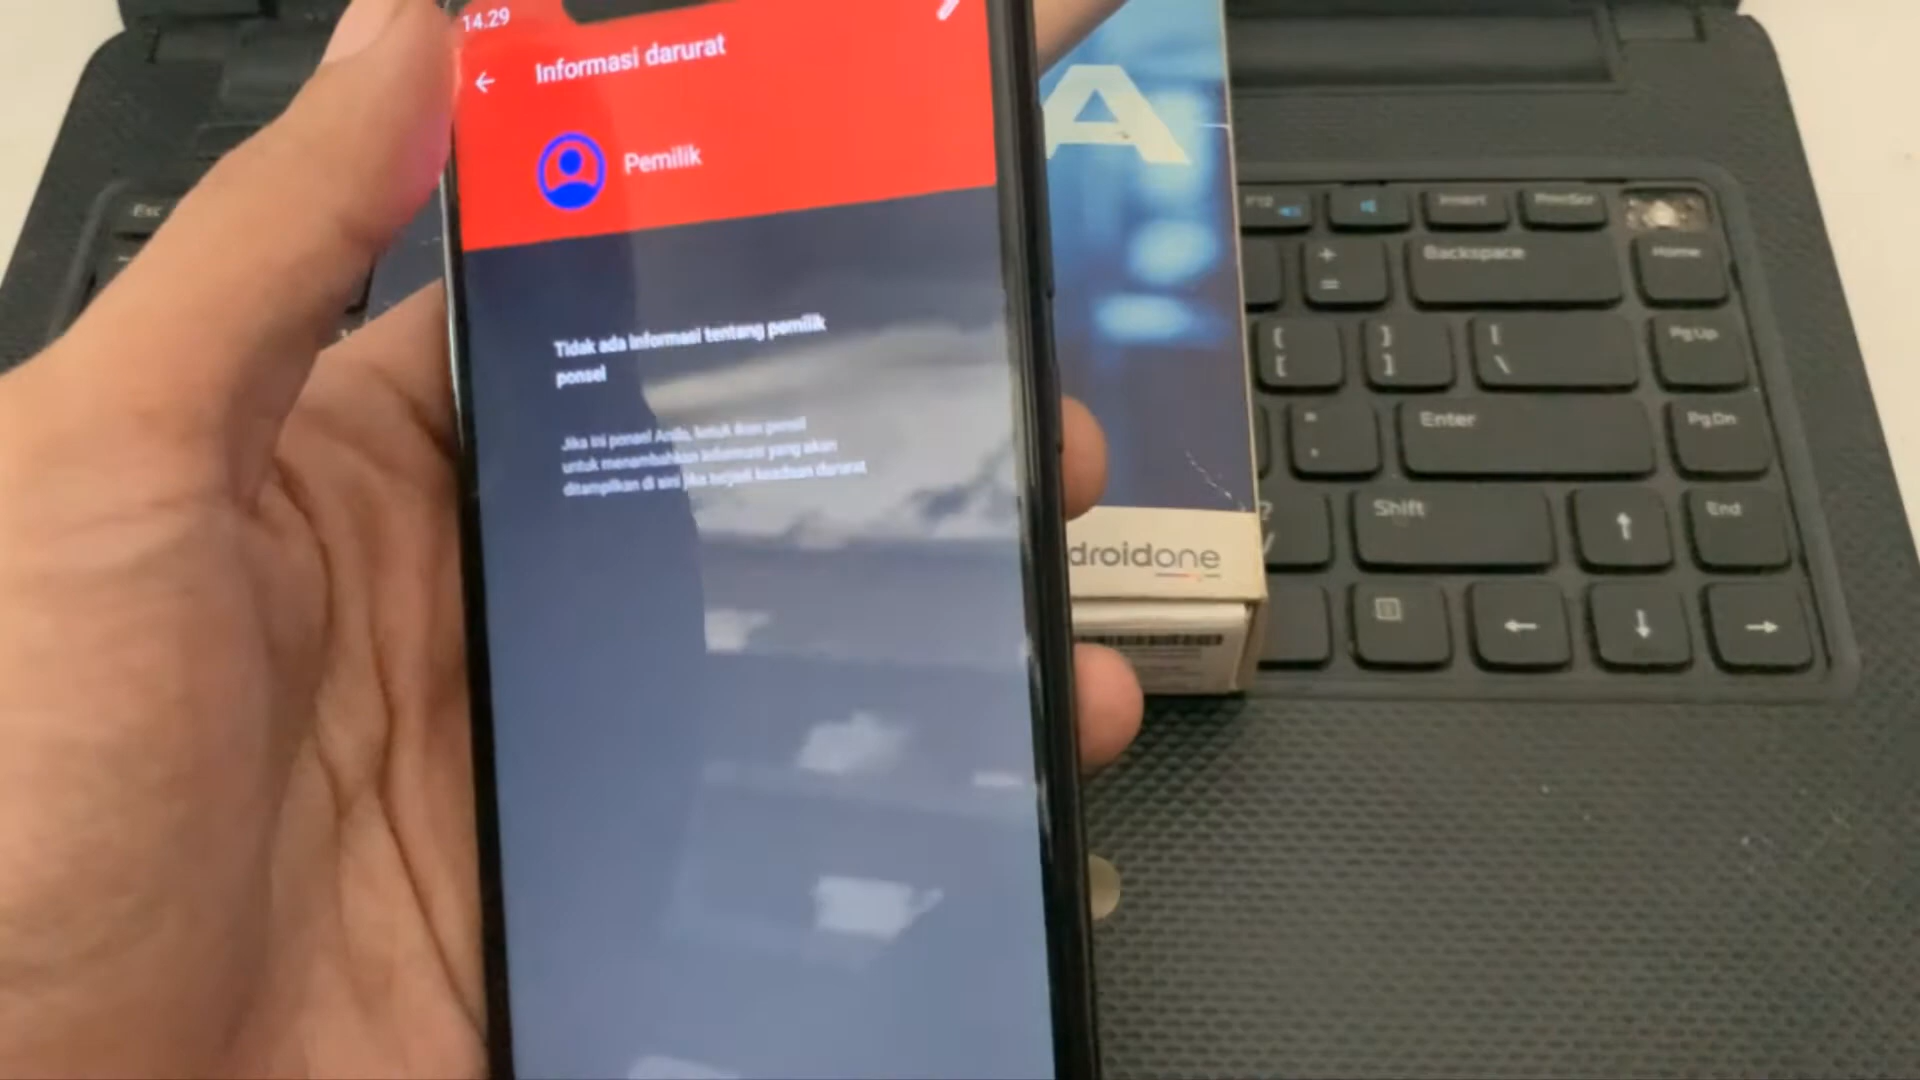 14.29
Informasi darurat
Pemilik
Tidak ada informasi tentang pemilik
ponsel
Jika ini ponsel Anda, ketuk ikon pensil
untuk menambahkan informasi yang akan
ditampilkan di sini jika terjadi keadaan darurat
A
droidone
Esc
F12
Insert
PrntScr
+
=
Backspace
Home
{
[
}
]
|
\
PgUp
"
'
Enter
PgDn
?
/
Shift
↑
End
←
↓
→